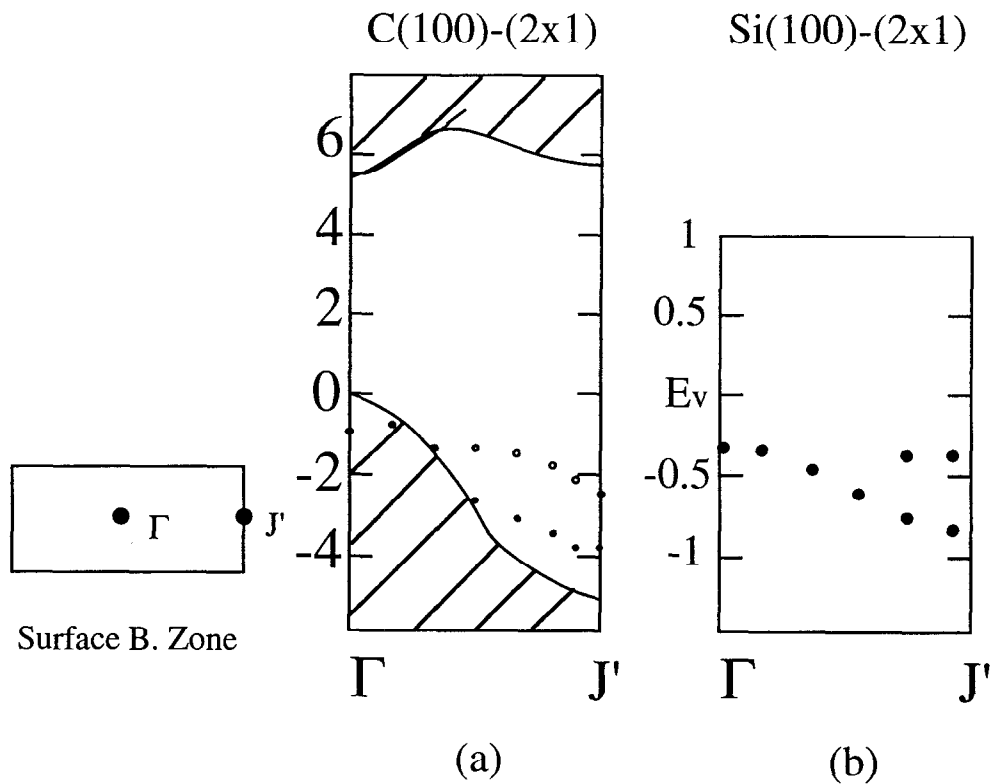 C(100)-(2x1)
Si(100)-(2x1)
6
4
2
0
-2
-4
Γ
J'
1
0.5
Ev
-0.5
-1
Γ
J'
Γ
J'
Surface B. Zone
(a)
(b)